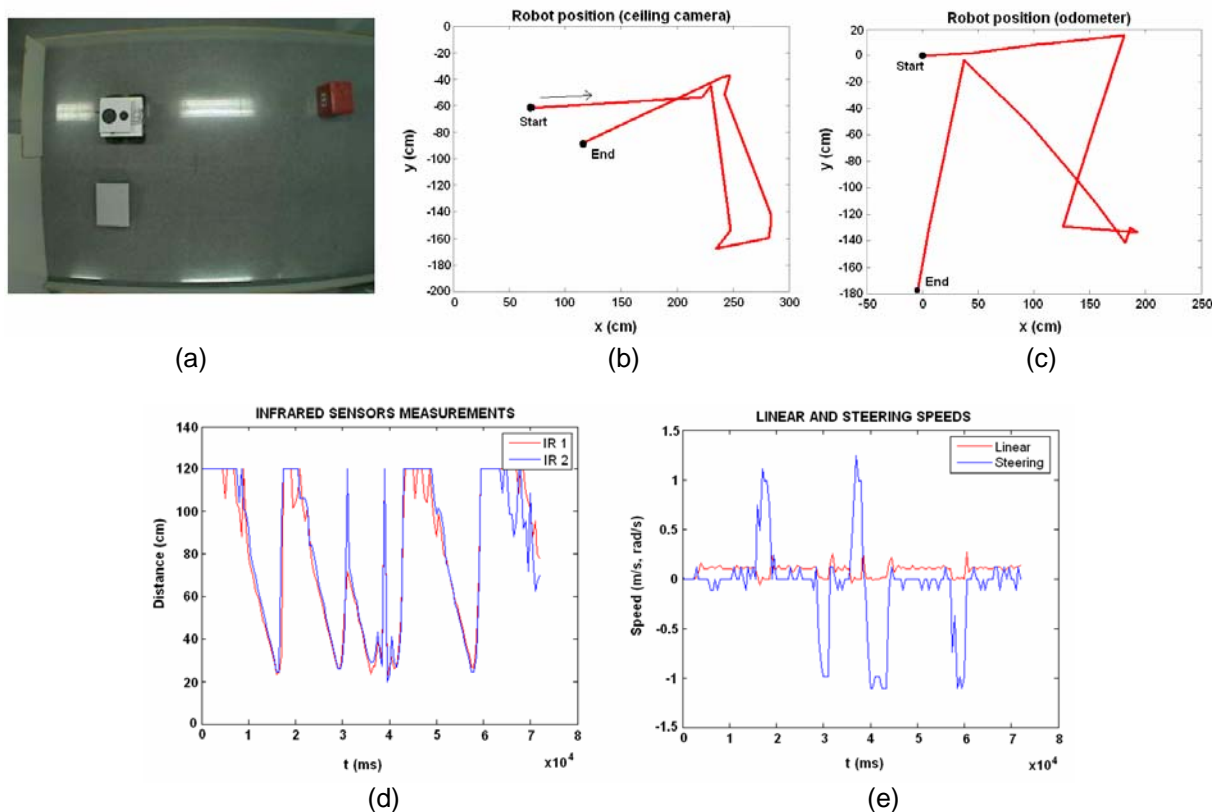 Robot position (ceiling camera)
0
-20
-40
-60
-80
-100
-120
-140
-160
-180
-200
y (cm)
Start
End
0 50 100 150 200 250 300
x (cm)
Robot position (odometer)
20
0
-20
-40
-60
-80
-100
-120
-140
-160
-180
y (cm)
Start
End
-50 0 50 100 150 200 250
x (cm)
(a) (b) (c)
INFRARED SENSORS MEASUREMENTS
140
120
100
80
60
40
20
0
Distance (cm)
IR 1
IR 2
0 1 2 3 4 5 6 7 8
t (ms) x10⁴
LINEAR AND STEERING SPEEDS
1.5
1
0.5
0
-0.5
-1
-1.5
Speed (m/s, rad/s)
Linear
Steering
0 1 2 3 4 5 6 7 8
t (ms) x10⁴
(d) (e)